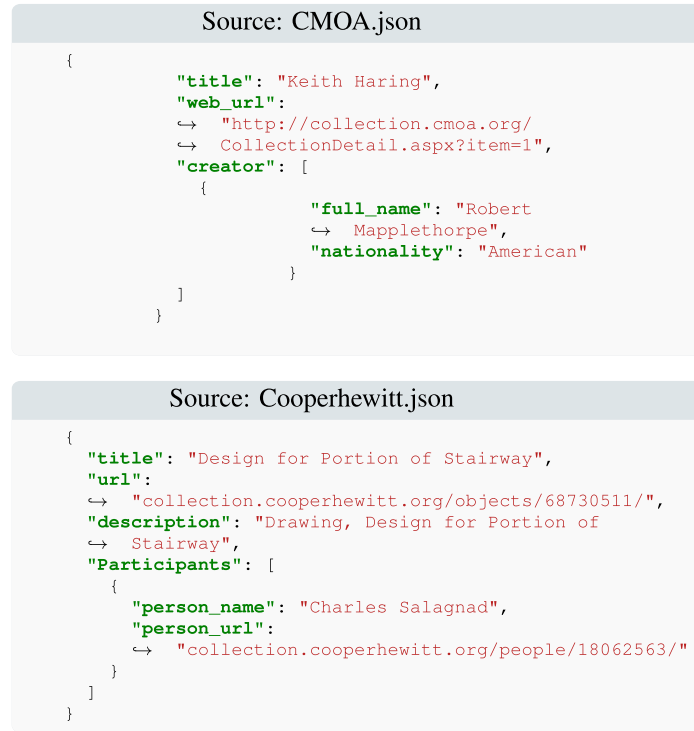 Source: CMOA.json
{
"title": "Keith Haring",
"web_url":
↪ "http://collection.cmoa.org/
↪ CollectionDetail.aspx?item=1",
"creator": [
{
"full_name": "Robert
↪ Mapplethorpe",
"nationality": "American"
}
]
}
Source: Cooperhewitt.json
{
"title": "Design for Portion of Stairway",
"url":
↪ "collection.cooperhewitt.org/objects/68730511/",
"description": "Drawing, Design for Portion of
↪ Stairway",
"Participants": [
{
"person_name": "Charles Salagnad",
"person_url":
↪ "collection.cooperhewitt.org/people/18062563/"
}
]
}